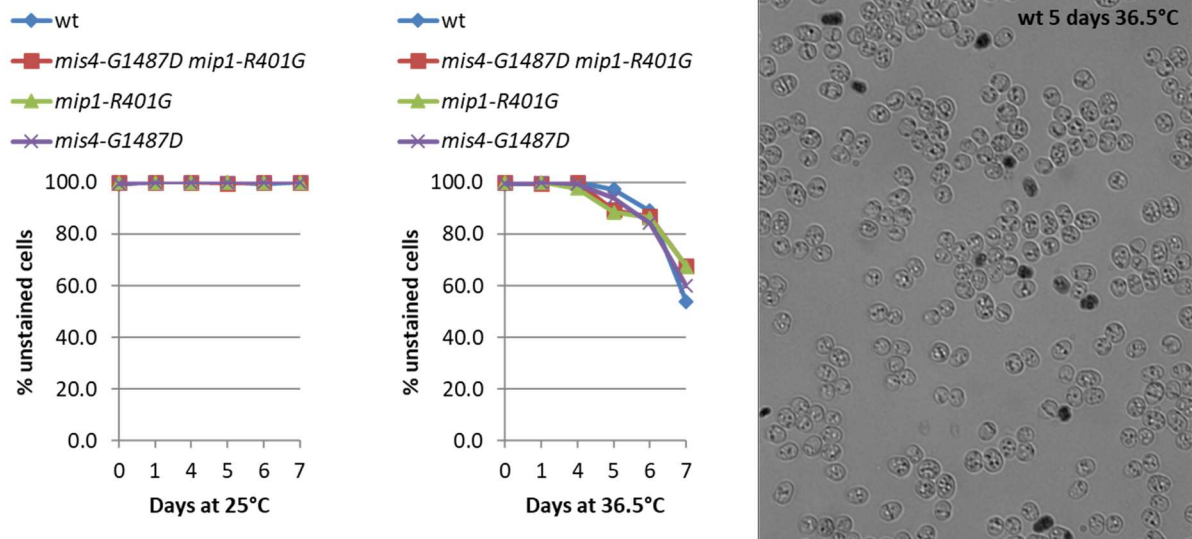 wt
mis4-G1487D mip1-R401G
mip1-R401G
mis4-G1487D
100.0
80.0
60.0
40.0
20.0
0.0
% unstained cells
0 1 4 5 6 7
Days at 25°C
wt
mis4-G1487D mip1-R401G
mip1-R401G
mis4-G1487D
100.0
80.0
60.0
40.0
20.0
0.0
% unstained cells
0 1 4 5 6 7
Days at 36.5°C
wt 5 days 36.5°C